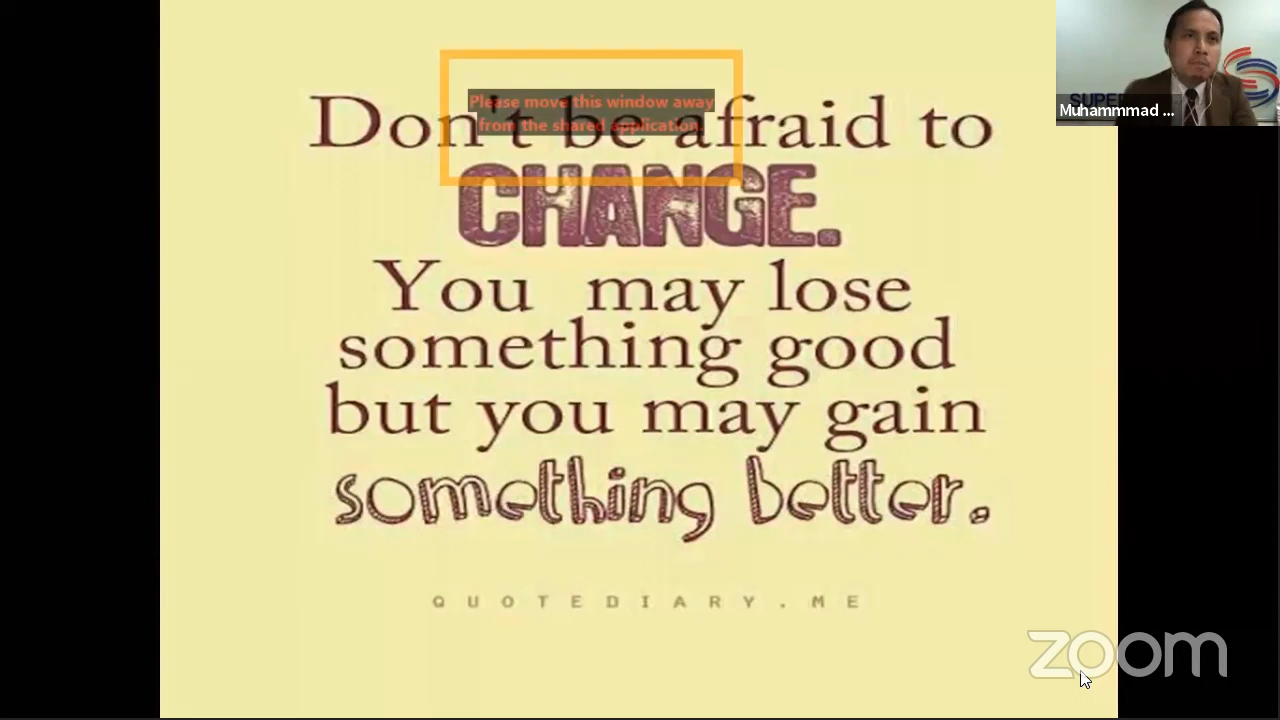 Please move this window away
from the shared application.
Don't be afraid to
CHANGE.
You may lose
something good
but you may gain
something better.
QUOTEDIARY.ME
SUPE
Muhammmad ...
zoom